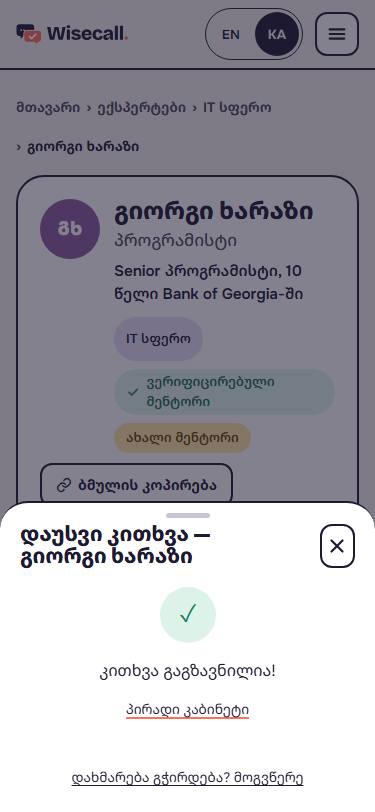 Wisecall.
EN
KA
მთავარი › ექსპერტები › IT სფერო
› გიორგი ხარაზი
გხ
გიორგი ხარაზი
პროგრამისტი
Senior პროგრამისტი, 10
წელი Bank of Georgia-ში
IT სფერო
ვერიფიცირებული
მენტორი
ახალი მენტორი
ბმულის კოპირება
დაუსვი კითხვა —
გიორგი ხარაზი
კითხვა გაგზავნილია!
პირადი კაბინეტი
დახმარება გჭირდება? მოგვწერე